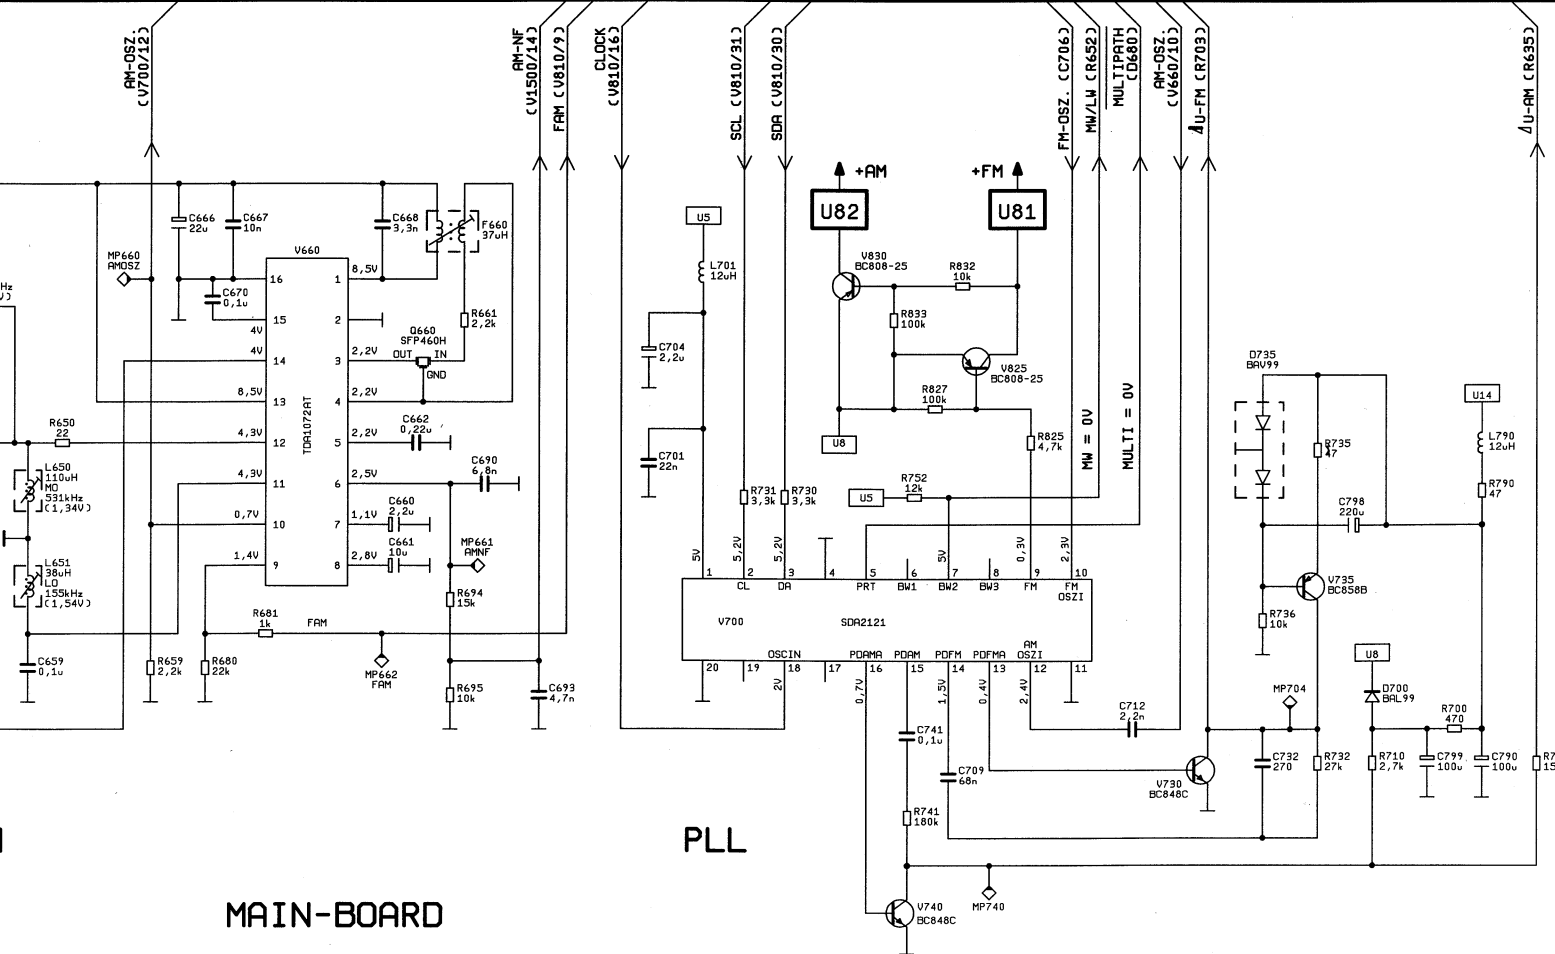 AM-OSZ.
(V700/12)
AM-NF
(V1500/14)
FAM (V810/9)
CLOCK
(V810/16)
SCL (V810/31)
SDA (V810/30)
FM-OSZ. (C706)
MW/LW (R652)
MULTIPATH
(D680)
AM-OSZ.
(V660/10)
ΔU-FM (R703)
ΔU-AM (R635)
+AM
+FM
U82
U81
U5
C666
22u
C667
10n
C668
3,3n
F660
37uH
MP660
AMOSZ
V660
8,5V
16
1
C670
0,1u
15
2
4V
R661
2,2k
Q660
SFP460H
OUT
IN
GND
4V
14
3
2,2V
8,5V
13
4
2,2V
TDA1072AT
R650
22
4,3V
12
5
2,2V
C662
0,22u
4,3V
11
6
2,5V
C690
6,8n
0,7V
10
7
1,1V
C660
2,2u
1,4V
9
8
2,8V
C661
10u
MP661
AMNF
Hz
V)
L650
110uH
MO
531kHz
(1,34V)
L651
38uH
LO
155kHz
(1,54V)
C659
0,1u
R659
2,2k
R680
22k
R681
1k
FAM
MP662
FAM
R694
15k
R695
10k
C693
4,7n
L701
12uH
C704
2,2u
C701
22n
V830
BC808-25
R832
10k
R833
100k
V825
BC808-25
R827
100k
U8
R825
4,7k
MW = 0V
MULTI = 0V
R752
12k
U5
R731
3,3k
R730
3,3k
5V
5,2V
5,2V
5V
0,3V
2,3V
1
2
3
4
5
6
7
8
9
10
CL
DA
PRT
BW1
BW2
BW3
FM
FM
OSZI
V700
SDA2121
OSCIN
PDAMA
PDAM
PDFM
PDFMA
AM
OSZI
20
19
18
17
16
15
14
13
12
11
2V
0,7V
1,5V
0,4V
2,4V
C712
2,2n
C741
0,1u
C709
68n
R741
180k
V730
BC848C
V740
BC848C
MP740
D735
BAV99
R735
47
C798
220u
V735
BC858B
R736
10k
U14
L790
12uH
R790
47
U8
D700
BAL99
MP704
R700
470
C732
270
R732
27k
R710
2,7k
C799
100u
C790
100u
R7
15
PLL
MAIN-BOARD